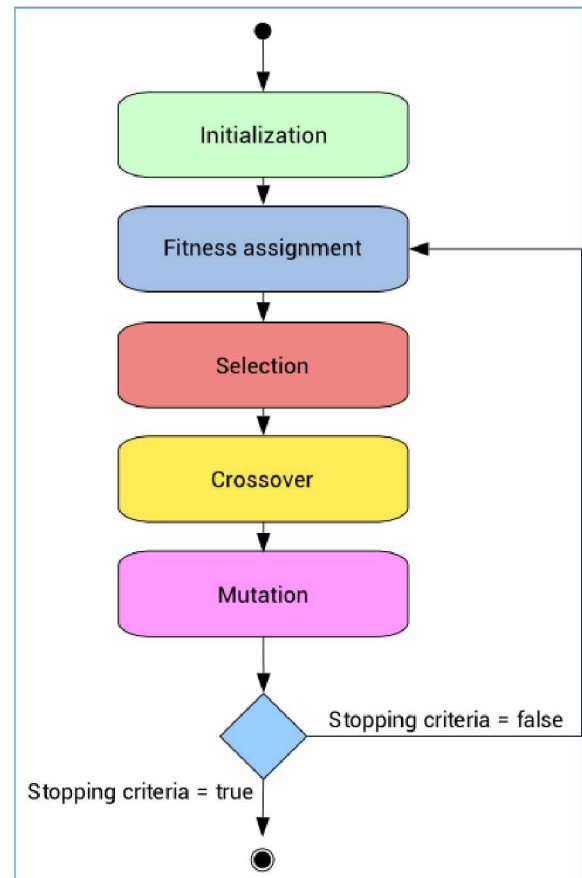 Initialization
Fitness assignment
Selection
Crossover
Mutation
Stopping criteria = false
Stopping criteria = true